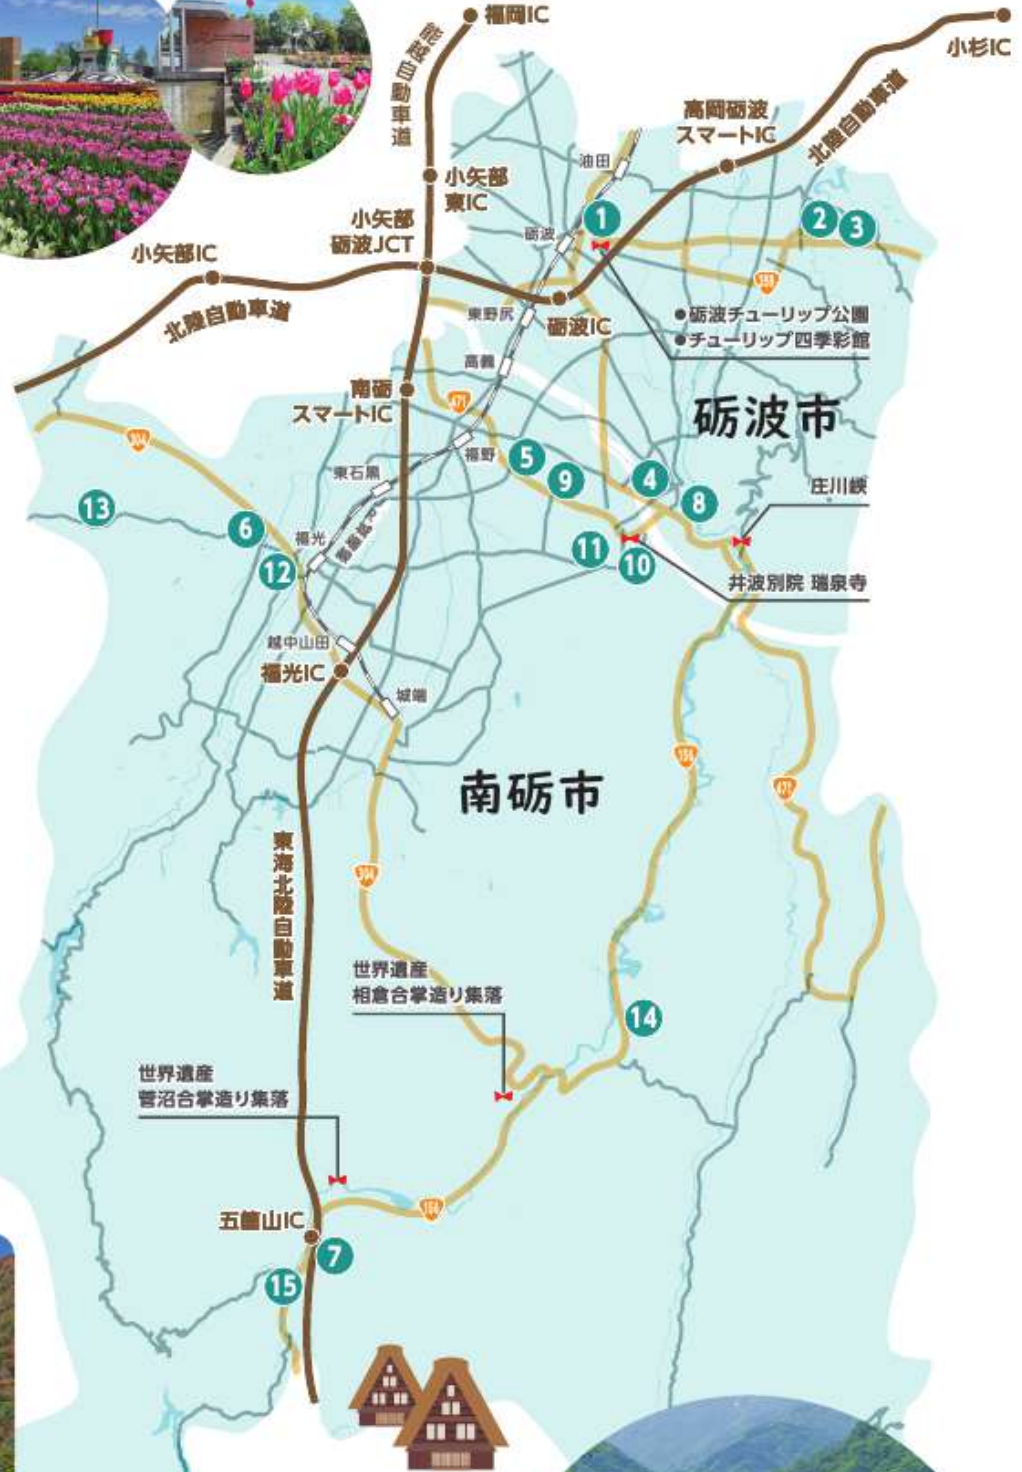 福岡IC
小杉IC
能越自動車道
北陸自動車道
高岡砺波
スマートIC
油田
小矢部
東IC
小矢部
砺波JCT
小矢部IC
北陸自動車道
砺波
1
2
3
359
東野尻
砺波IC
●砺波チューリップ公園
●チューリップ四季彩館
高儀
南砺
スマートIC
471
砺波市
304
福野
5
9
4
8
庄川峡
東石黒
13
6
福光
12
11
10
井波別院 瑞泉寺
越中山田
福光IC
城端
156
471
南砺市
304
東海北陸自動車道
世界遺産
相倉合掌造り集落
14
世界遺産
菅沼合掌造り集落
156
五箇山IC
7
15